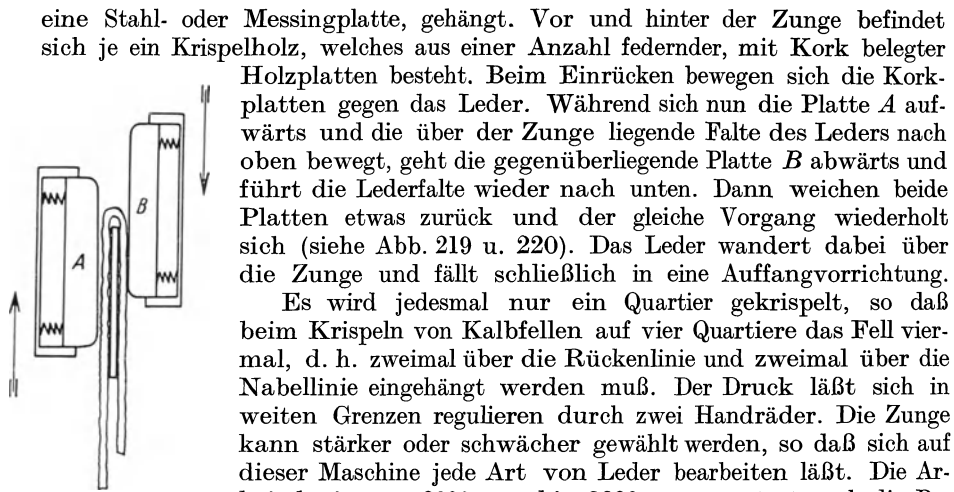 eine Stahl- oder Messingplatte, gehängt. Vor und hinter der Zunge befindet
sich je ein Krispelholz, welches aus einer Anzahl federnder, mit Kork belegter
Holzplatten besteht. Beim Einrücken bewegen sich die Kork-
platten gegen das Leder. Während sich nun die Platte A auf-
wärts und die über der Zunge liegende Falte des Leders nach
oben bewegt, geht die gegenüberliegende Platte B abwärts und
führt die Lederfalte wieder nach unten. Dann weichen beide
Platten etwas zurück und der gleiche Vorgang wiederholt
sich (siehe Abb. 219 u. 220). Das Leder wandert dabei über
die Zunge und fällt schließlich in eine Auffangvorrichtung.
Es wird jedesmal nur ein Quartier gekrispelt, so daß
beim Krispeln von Kalbfellen auf vier Quartiere das Fell vier-
mal, d. h. zweimal über die Rückenlinie und zweimal über die
Nabellinie eingehängt werden muß. Der Druck läßt sich in
weiten Grenzen regulieren durch zwei Handräder. Die Zunge
kann stärker oder schwächer gewählt werden, so daß sich auf
dieser Maschine jede Art von Leder bearbeiten läßt. Die Ar-
A
B